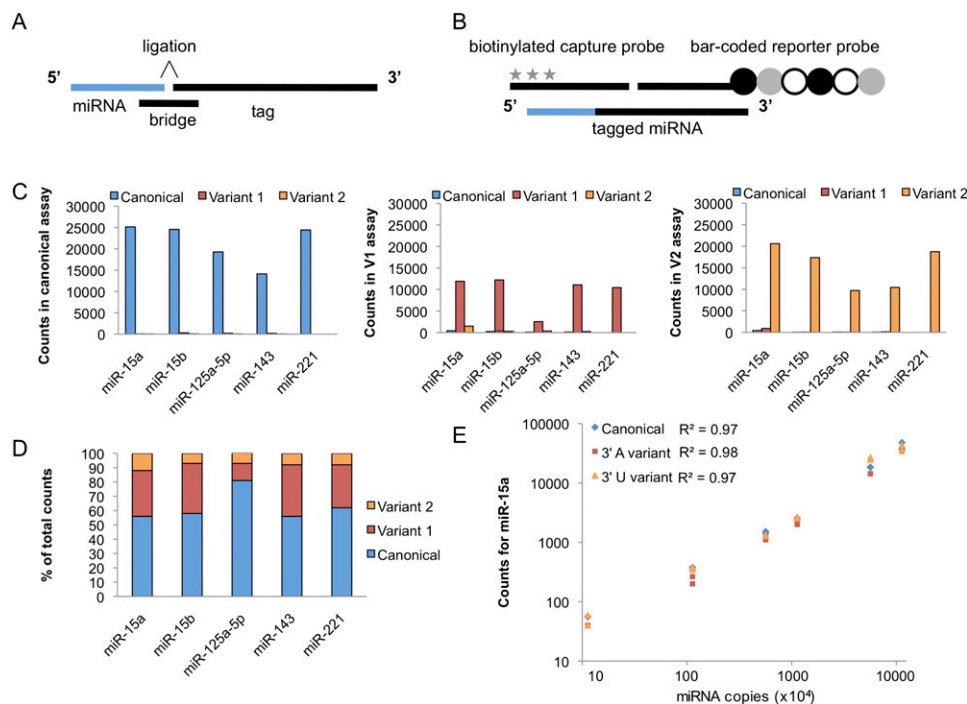 A
ligation
5’
3’
miRNA
bridge
tag
B
biotinylated capture probe
bar-coded reporter probe
5’
3’
tagged miRNA
C
Canonical Variant 1 Variant 2
Counts in canonical assay
30000
25000
20000
15000
10000
5000
0
miR-15a
miR-15b
miR-125a-5p
miR-143
miR-221
Canonical Variant 1 Variant 2
Counts in V1 assay
30000
25000
20000
15000
10000
5000
0
miR-15a
miR-15b
miR-125a-5p
miR-143
miR-221
Canonical Variant 1 Variant 2
Counts in V2 assay
30000
25000
20000
15000
10000
5000
0
miR-15a
miR-15b
miR-125a-5p
miR-143
miR-221
D
% of total counts
100
90
80
70
60
50
40
30
20
10
0
miR-15a
miR-15b
miR-125a-5p
miR-143
miR-221
Variant 2
Variant 1
Canonical
E
Counts for miR-15a
100000
10000
1000
100
10
Canonical R² = 0.97
3' A variant R² = 0.98
3' U variant R² = 0.97
10 100 1000 10000
miRNA copies (x10⁴)